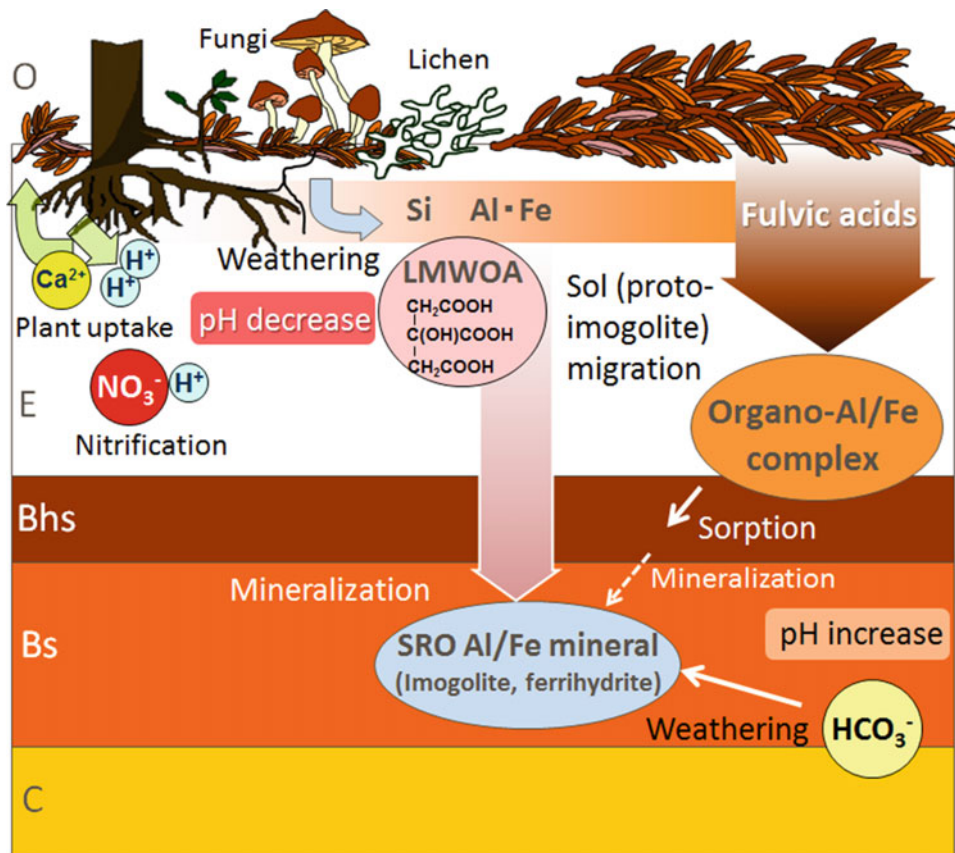 Fungi
Lichen
O
Si Al・Fe
Fulvic acids
Weathering
Ca²⁺
H⁺
H⁺
Plant uptake
pH decrease
LMWOA
CH₂COOH
C(OH)COOH
CH₂COOH
Sol (proto-
imogolite)
migration
NO₃⁻
H⁺
E
Nitrification
Organo-Al/Fe
complex
Bhs
Sorption
Mineralization
Mineralization
Bs
SRO Al/Fe mineral
(Imogolite, ferrihydrite)
pH increase
Weathering
HCO₃⁻
C